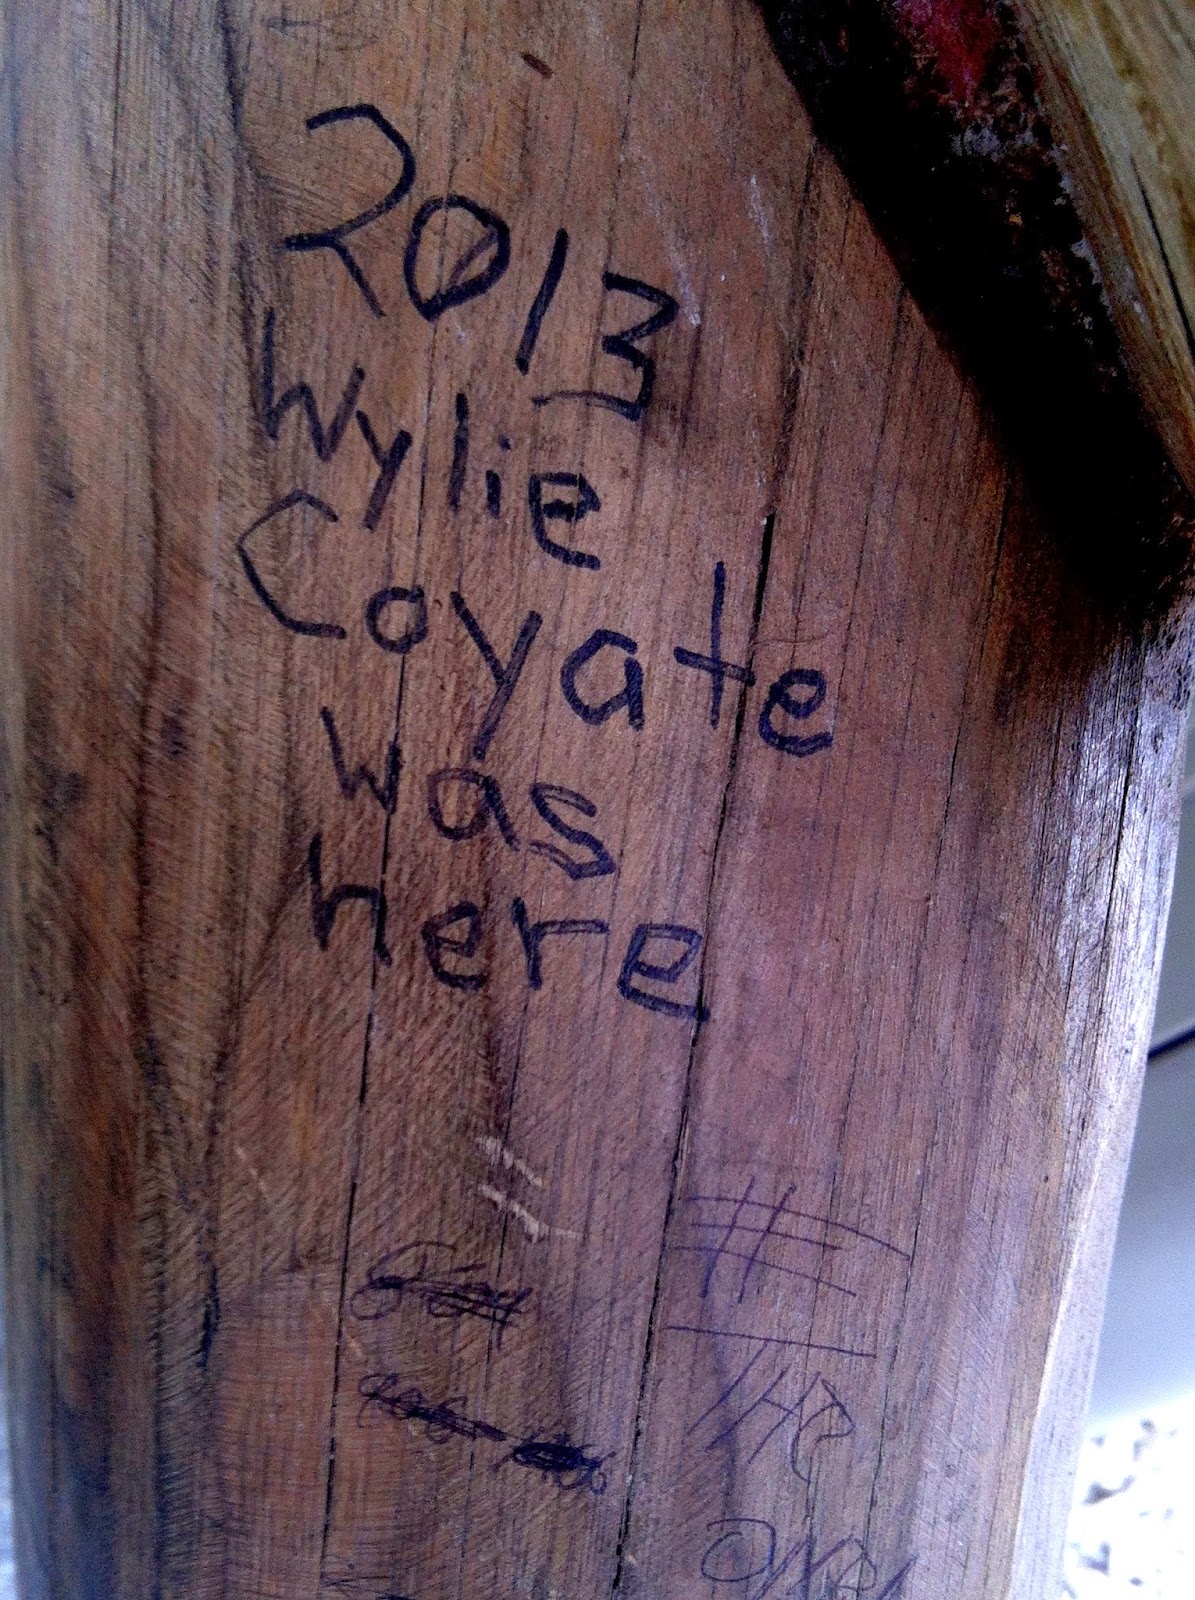 2013
Wylie
Coyate
was
here
#
THE